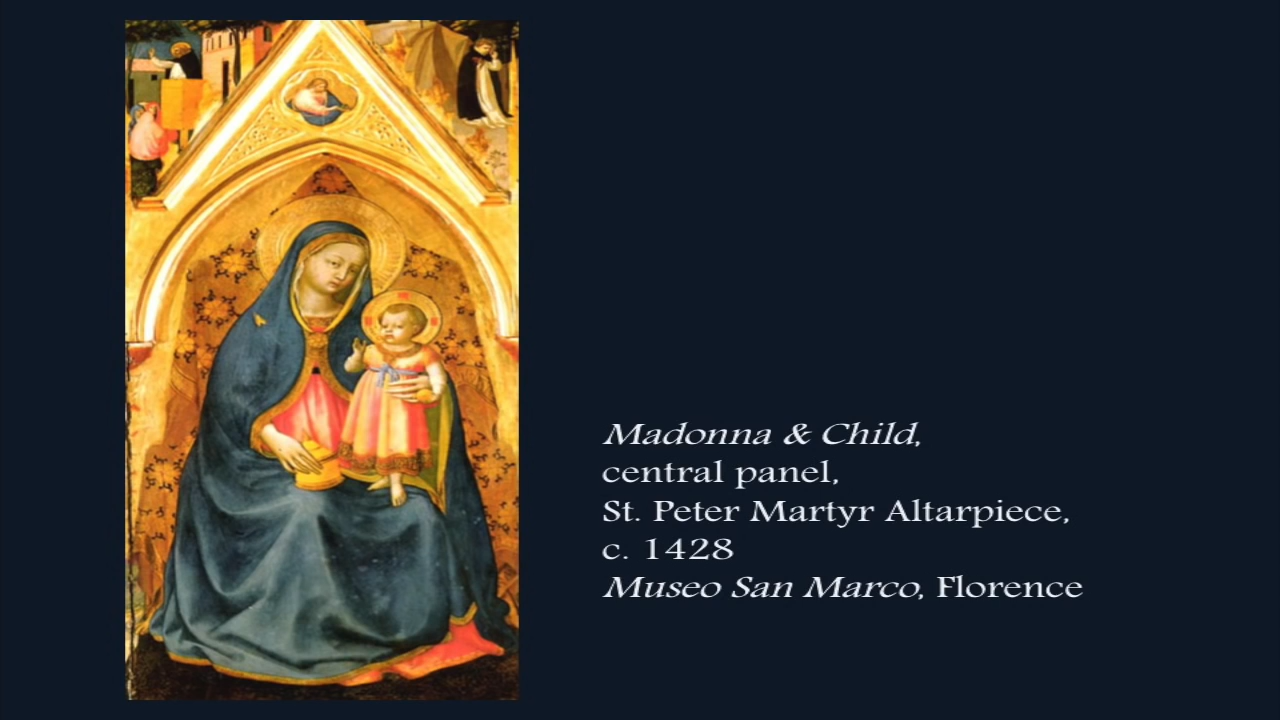 Madonna & Child,
central panel,
St. Peter Martyr Altarpiece,
c. 1428
Museo San Marco, Florence